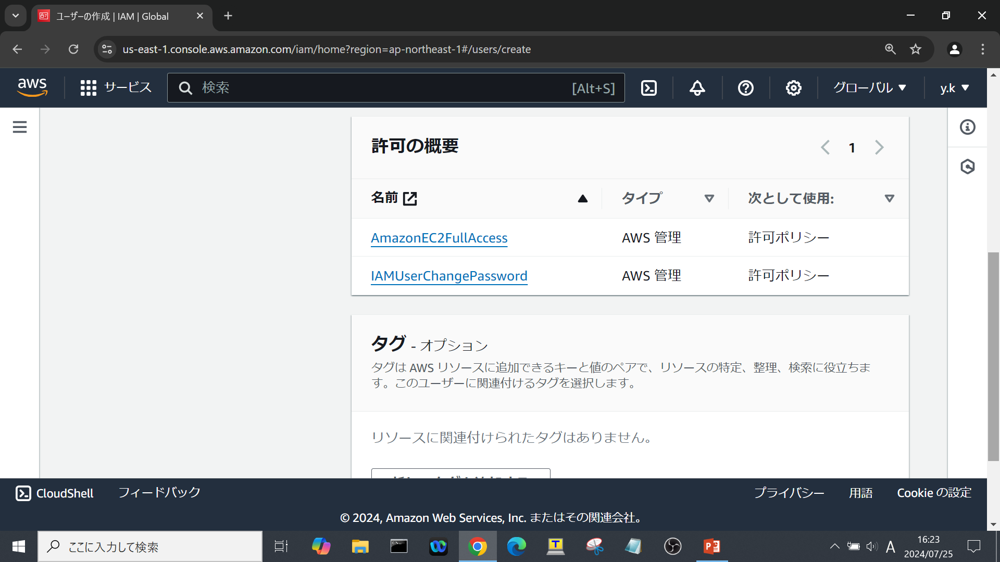 ユーザーの作成 | IAM | Global
us-east-1.console.aws.amazon.com/iam/home?region=ap-northeast-1#/users/create
aws
サービス
検索
[Alt+S]
グローバル
y.k
許可の概要
1
名前
タイプ
次として使用:
AmazonEC2FullAccess
AWS 管理
許可ポリシー
IAMUserChangePassword
AWS 管理
許可ポリシー
タグ - オプション
タグは AWS リソースに追加できるキーと値のペアで、リソースの特定、整理、検索に役立ちま
す。このユーザーに関連付けるタグを選択します。
リソースに関連付けられたタグはありません。
CloudShell
フィードバック
プライバシー
用語
Cookie の設定
© 2024, Amazon Web Services, Inc. またはその関連会社。
ここに入力して検索
A
16:23
2024/07/25